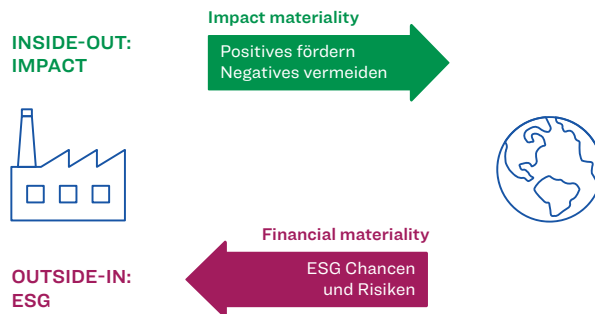 Impact materiality
INSIDE-OUT:
IMPACT
Positives fördern
Negatives vermeiden
Financial materiality
OUTSIDE-IN:
ESG
ESG Chancen
und Risiken